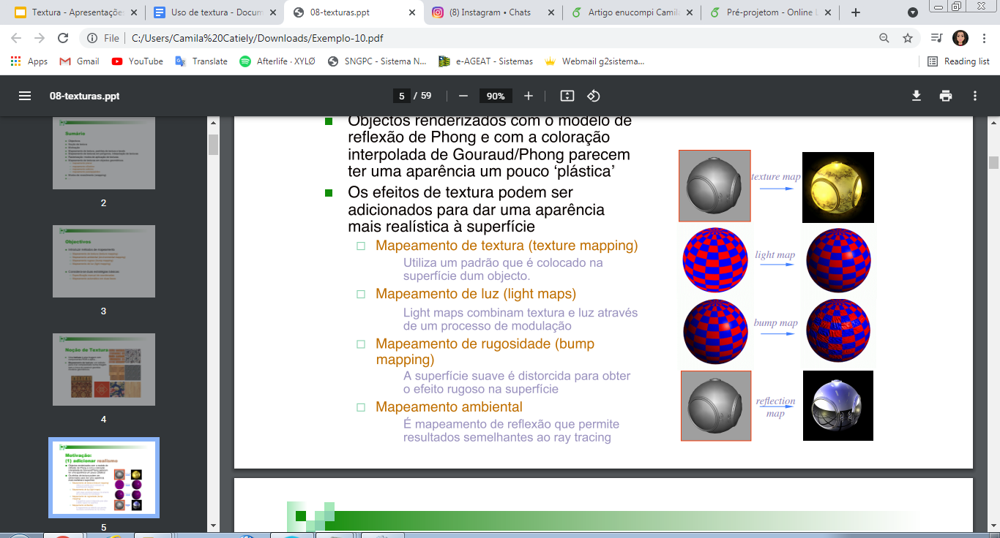 Textura - Apresentações
Uso de textura - Docum
08-texturas.ppt
(8) Instagram • Chats
Artigo enucompi Camila
Pré-projetom - Online L
File
C:/Users/Camila%20Catiely/Downloads/Exemplo-10.pdf
Apps
Gmail
YouTube
Translate
Afterlife · XYLØ
SNGPC - Sistema N...
e-AGEAT - Sistemas
Webmail g2sistema...
Reading list
08-texturas.ppt
5 / 59
90%
Sumário
2
Objectivos
3
Noção de Textura
4
Motivação:
(1) adicionar realismo
5
Objectos renderizados com o modelo de
reflexão de Phong e com a coloração
interpolada de Gouraud/Phong parecem
ter uma aparência um pouco ‘plástica’
Os efeitos de textura podem ser
adicionados para dar uma aparência
mais realística à superfície
Mapeamento de textura (texture mapping)
Utiliza um padrão que é colocado na
superfície dum objecto.
Mapeamento de luz (light maps)
Light maps combinam textura e luz através
de um processo de modulação
Mapeamento de rugosidade (bump
mapping)
A superfície suave é distorcida para obter
o efeito rugoso na superfície
Mapeamento ambiental
É mapeamento de reflexão que permite
resultados semelhantes ao ray tracing
texture map
light map
bump map
reflection
map